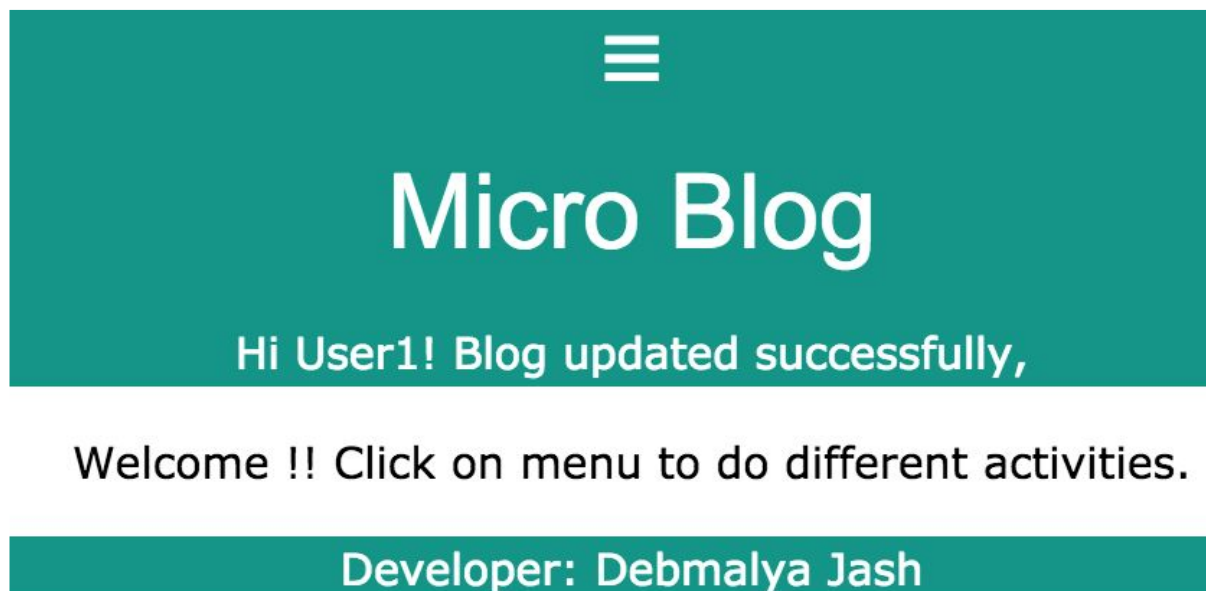 Micro Blog
Hi User1! Blog updated successfully,
Welcome !! Click on menu to do different activities.
Developer: Debmalya Jash